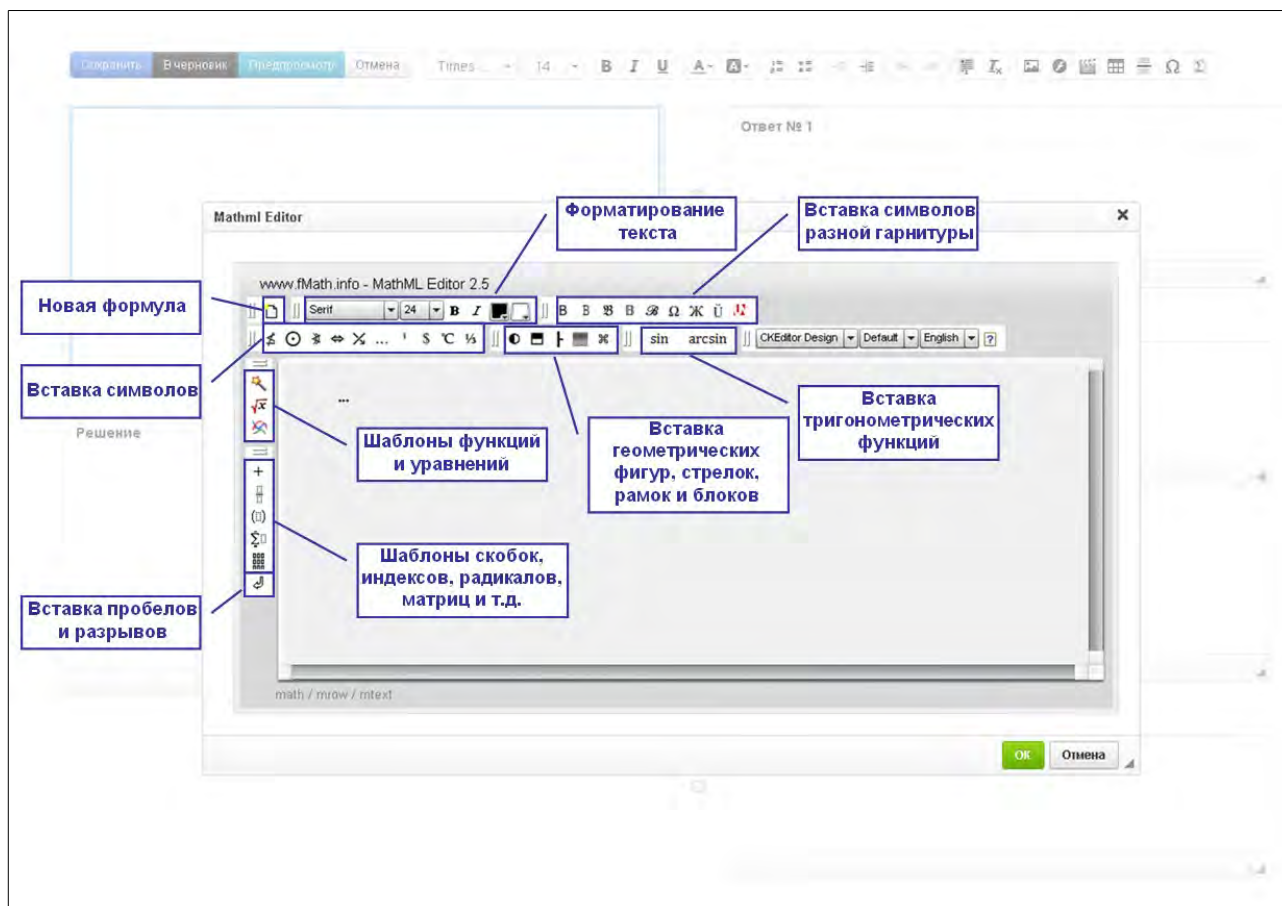 Сохранить В черновик Предпросмотр Отмена Times ... 14 B I U A A Ω Σ
Ответ № 1
Mathml Editor
Форматирование
текста
Вставка символов
разной гарнитуры
www.fMath.info - MathML Editor 2.5
Новая формула
Serif 24 B I B B B B B Ω Ж Ü
$ °C ⅓ sin arcsin CKEditor Design Default English ?
Вставка символов
...
Решение
Шаблоны функций
и уравнений
Вставка
геометрических
фигур, стрелок,
рамок и блоков
Вставка
тригонометрических
функций
Шаблоны скобок,
индексов, радикалов,
матриц и т.д.
Вставка пробелов
и разрывов
math / mrow / mtext
OK Отмена